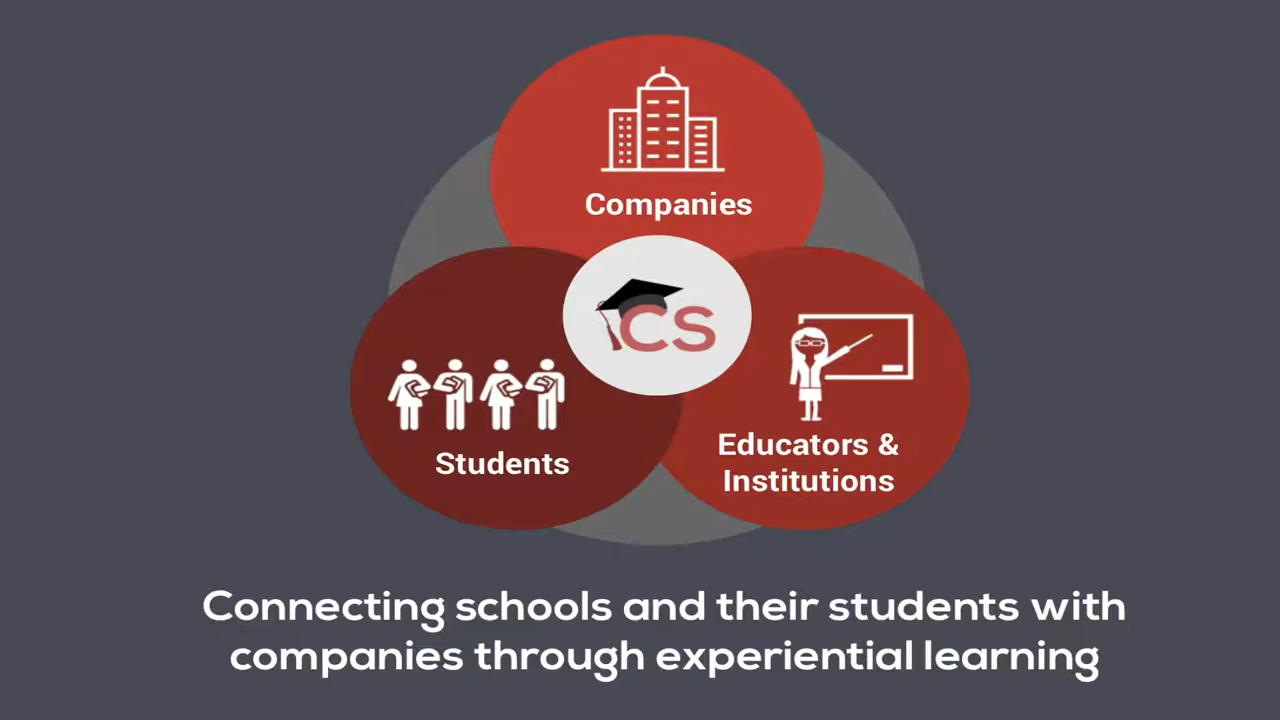 Companies
CS
Students
Educators &
Institutions
Connecting schools and their students with
companies through experiential learning